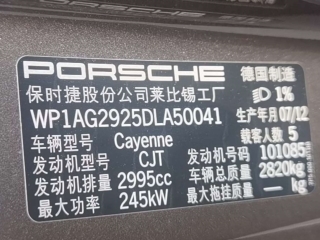 PORSCHE 德国制造
保时捷股份公司莱比锡工厂 1%
WP1AG2925DLA50041 生产年月 07/12
车辆型号 Cayenne 载客人数 5
发动机型号 CJT 发动机号码 101085
发动机排量 2995cc 最大总质量 2820kg
最大功率 245kW 最大拖挂质量 — kg